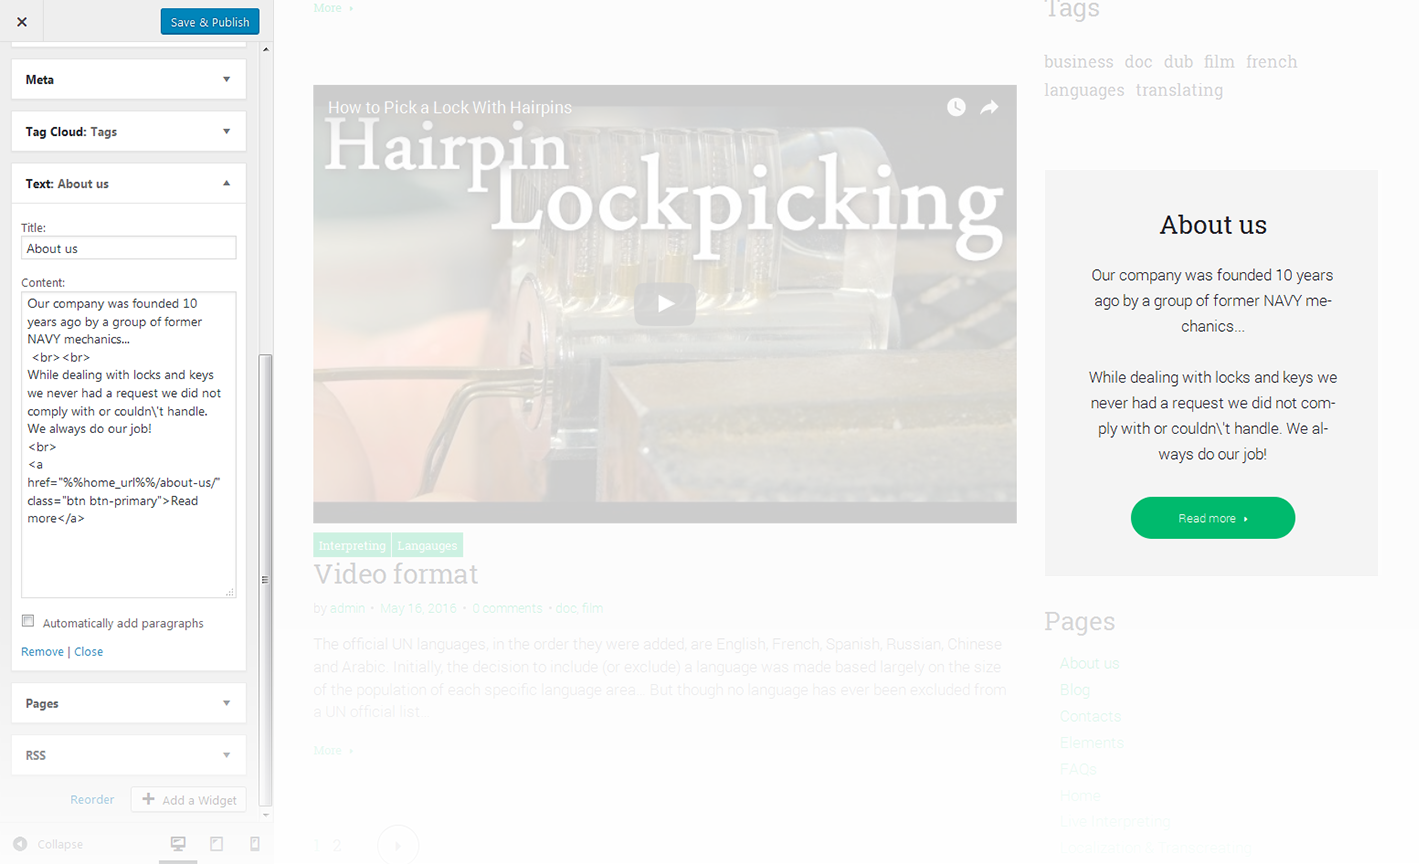 Save & Publish
Meta
Tag Cloud: Tags
Text: About us
Title:
About us
Content:
Our company was founded 10
years ago by a group of former
NAVY mechanics...
<br><br>
While dealing with locks and keys
we never had a request we did not
comply with or couldn\'t handle.
We always do our job!
<br>
<a
href="%%home_url%%/about-us/"
class="btn btn-primary">Read
more</a>
Automatically add paragraphs
Remove | Close
Pages
RSS
Reorder
Add a Widget
Collapse
More
How to Pick a Lock With Hairpins
Hairpin
Lockpicking
Interpreting Langauges
Video format
by admin • May 16, 2016 • 0 comments • doc, film
The official UN languages, in the order they were added, are English, French, Spanish, Russian, Chinese
and Arabic. Initially, the decision to include (or exclude) a language was made based largely on the size
of the population of each specific language area... But though no language has ever been excluded from
a UN official list...
More
1 2
Tags
business doc dub film french
languages translating
About us
Our company was founded 10 years
ago by a group of former NAVY me-
chanics...
While dealing with locks and keys we
never had a request we did not com-
ply with or couldn\'t handle. We al-
ways do our job!
Read more
Pages
About us
Blog
Contacts
Elements
FAQs
Home
Live Interpreting